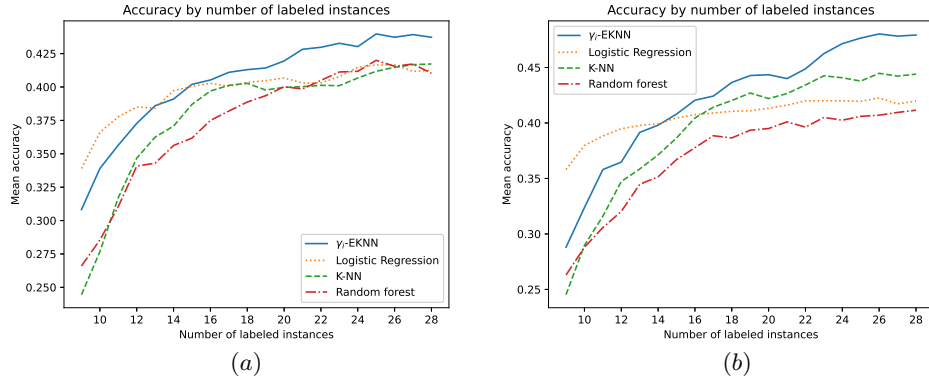 Accuracy by number of labeled instances
Mean accuracy
0.425
0.400
0.375
0.350
0.325
0.300
0.275
0.250
γᵢ-EKNN
Logistic Regression
K-NN
Random forest
10 12 14 16 18 20 22 24 26 28
Number of labeled instances
(a)
Accuracy by number of labeled instances
Mean accuracy
γᵢ-EKNN
Logistic Regression
K-NN
Random forest
0.45
0.40
0.35
0.30
0.25
10 12 14 16 18 20 22 24 26 28
Number of labeled instances
(b)